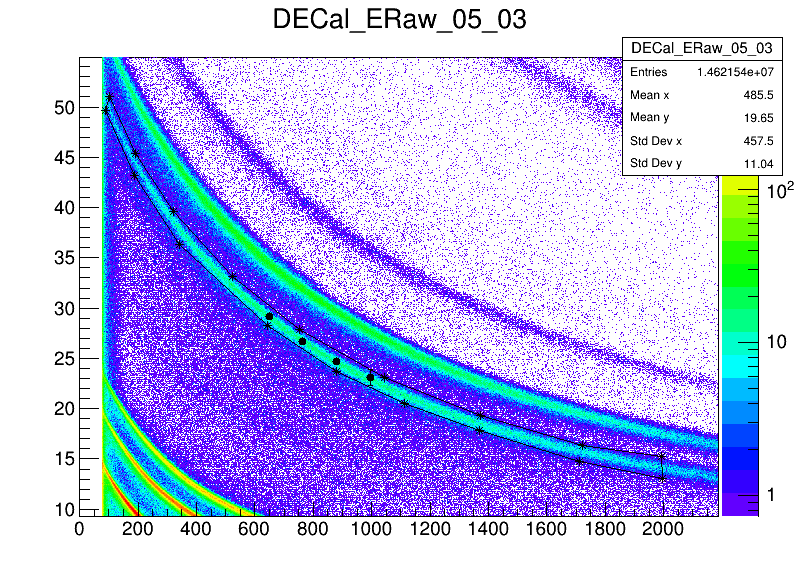 DECal_ERaw_05_03
DECal_ERaw_05_03
Entries 1.462154e+07
Mean x 485.5
Mean y 19.65
Std Dev x 457.5
Std Dev y 11.04
50
45
40
35
30
25
20
15
10
10²
10
1
0 200 400 600 800 1000 1200 1400 1600 1800 2000